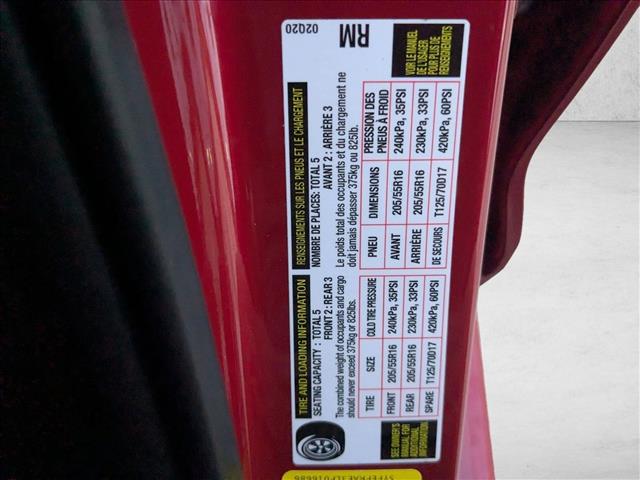 TIRE AND LOADING INFORMATION
SEATING CAPACITY : TOTAL 5 FRONT 2 : REAR 3
The combined weight of occupants and cargo
should never exceed 375kg or 825lbs.
TIRE SIZE COLD TIRE PRESSURE
FRONT 205/55R16 240kPa, 35PSI
REAR 205/55R16 230kPa, 33PSI
SPARE T125/70D17 420kPa, 60PSI
SEE OWNER'S
MANUAL FOR
ADDITIONAL
INFORMATION
RENSEIGNEMENTS SUR LES PNEUS ET LE CHARGEMENT
NOMBRE DE PLACES: TOTAL 5
AVANT 2 : ARRIÈRE 3
Le poids total des occupants et du chargement ne
doit jamais dépasser 375kg ou 825lb.
PNEU DIMENSIONS PRESSION DES
PNEUS À FROID
AVANT 205/55R16 240kPa, 35PSI
ARRIÈRE 205/55R16 230kPa, 33PSI
DE SECOURS T125/70D17 420kPa, 60PSI
VOIR LE MANUEL
DE L'USAGER
POUR PLUS DE
RENSEIGNEMENTS
02Q20
RM